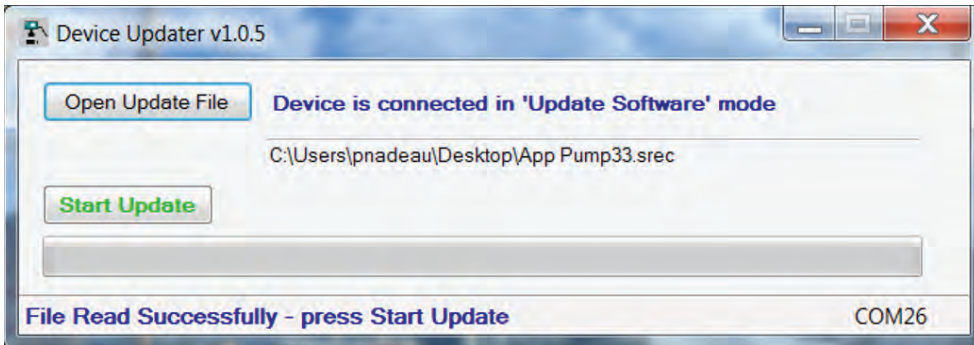 Device Updater v1.0.5
Open Update File Device is connected in 'Update Software' mode
C:\Users\pnadeau\Desktop\App Pump33.srec
Start Update
File Read Successfully - press Start Update COM26